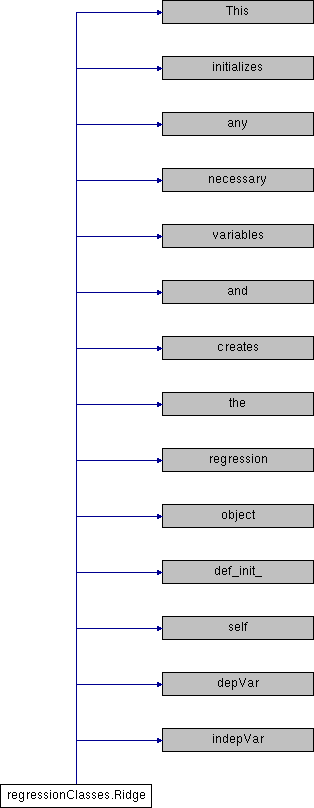 This
initializes
any
necessary
variables
and
creates
the
regression
object
def_init_
self
depVar
indepVar
regressionClasses.Ridge